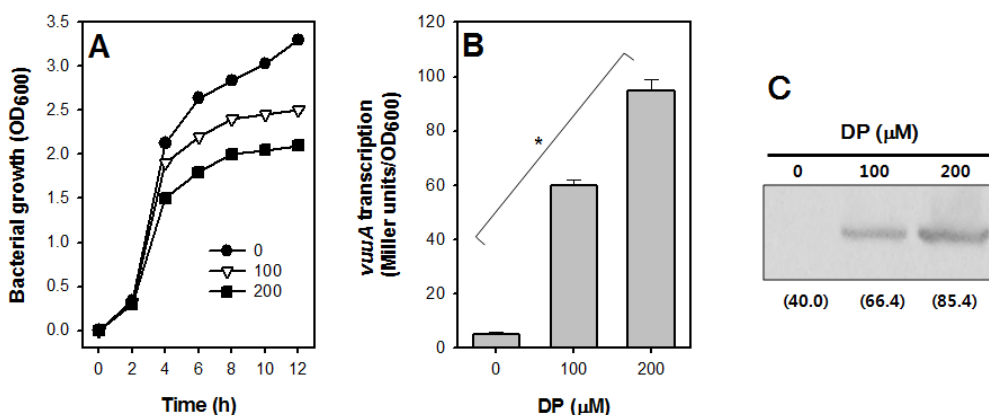 A
Bacterial growth (OD600)
3.5
3.0
2.5
2.0
1.5
1.0
0.5
0.0
0
100
200
0 2 4 6 8 10 12
Time (h)
B
vuuA transcription
(Miller units/OD600)
120
100
80
60
40
20
0
*
0 100 200
DP (μM)
C
DP (μM)
0 100 200
(40.0) (66.4) (85.4)